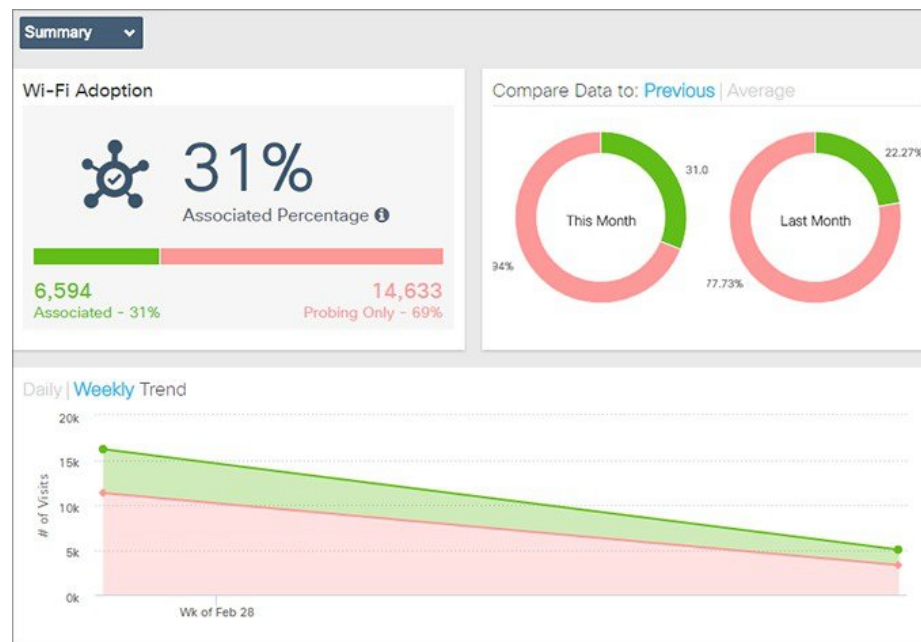 Summary
Wi-Fi Adoption
31%
Associated Percentage
6,594
Associated - 31%
14,633
Probing Only - 69%
Compare Data to: Previous | Average
31.0
This Month
94%
22.27%
Last Month
77.73%
Daily | Weekly Trend
# of Visits
20k
15k
10k
5k
0k
Wk of Feb 28